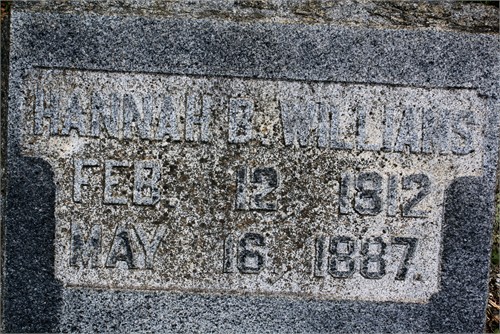 HANNAH B. WILLIAMS
FEB. 12. 1812
MAY 16 1887.